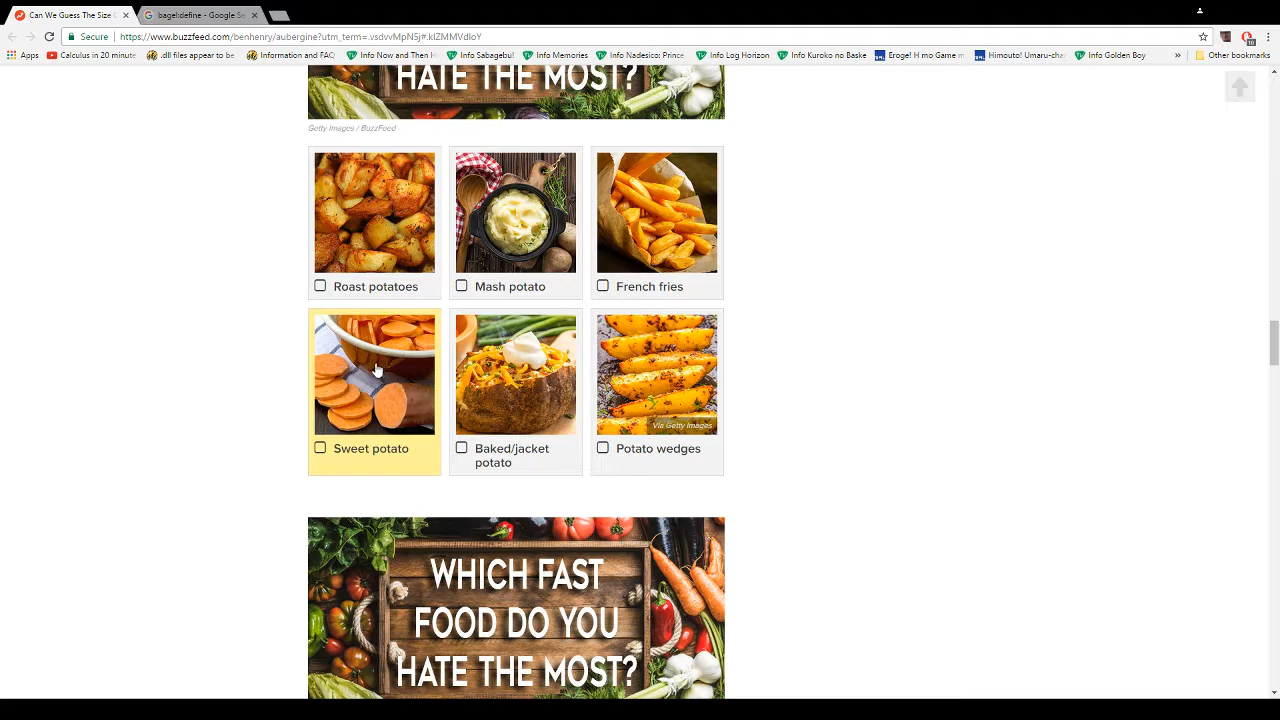 Can We Guess The Size
bagel:define - Google Se
Secure
https://www.buzzfeed.com/benhenry/aubergine?utm_term=.vsdvvMpN5j#.klZMMVdloY
Apps
Calculus in 20 minute
.dll files appear to be
Information and FAQ
Info Now and Then H
Info Sabagebu!
Info Memories
Info Nadesico: Prince
Info Log Horizon
Info Kuroko no Baske
Eroge! H mo Game m
Himouto! Umaru-cha
Info Golden Boy
»
Other bookmarks
HATE THE MOST?
Getty Images / BuzzFeed
Roast potatoes
Mash potato
French fries
Via Getty Images
Sweet potato
Baked/jacket
potato
Potato wedges
WHICH FAST
FOOD DO YOU
HATE THE MOST?